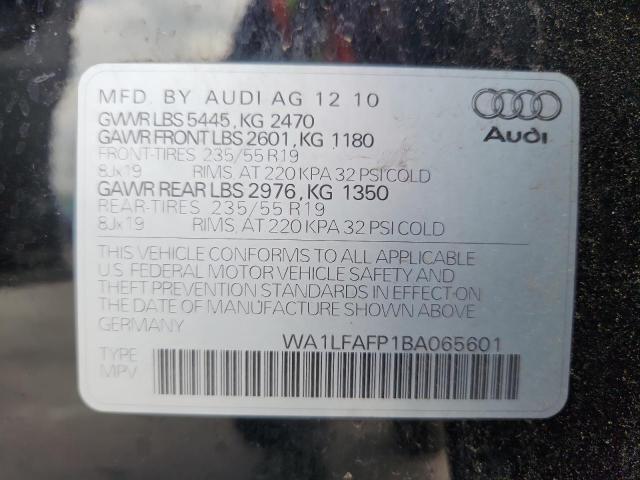 MFD. BY AUDI AG 12 10
GVWR LBS 5445, KG 2470
GAWR FRONT LBS 2601, KG 1180
FRONT-TIRES 235/55 R19
8Jx19 RIMS, AT 220 KPA 32 PSI COLD
GAWR REAR LBS 2976, KG 1350
REAR-TIRES 235/55 R19
8Jx19 RIMS, AT 220 KPA 32 PSI COLD
Audi
THIS VEHICLE CONFORMS TO ALL APPLICABLE
U.S. FEDERAL MOTOR VEHICLE SAFETY AND
THEFT PREVENTION STANDARDS IN EFFECT ON
THE DATE OF MANUFACTURE SHOWN ABOVE
GERMANY
WA1LFAFP1BA065601
TYPE
MPV